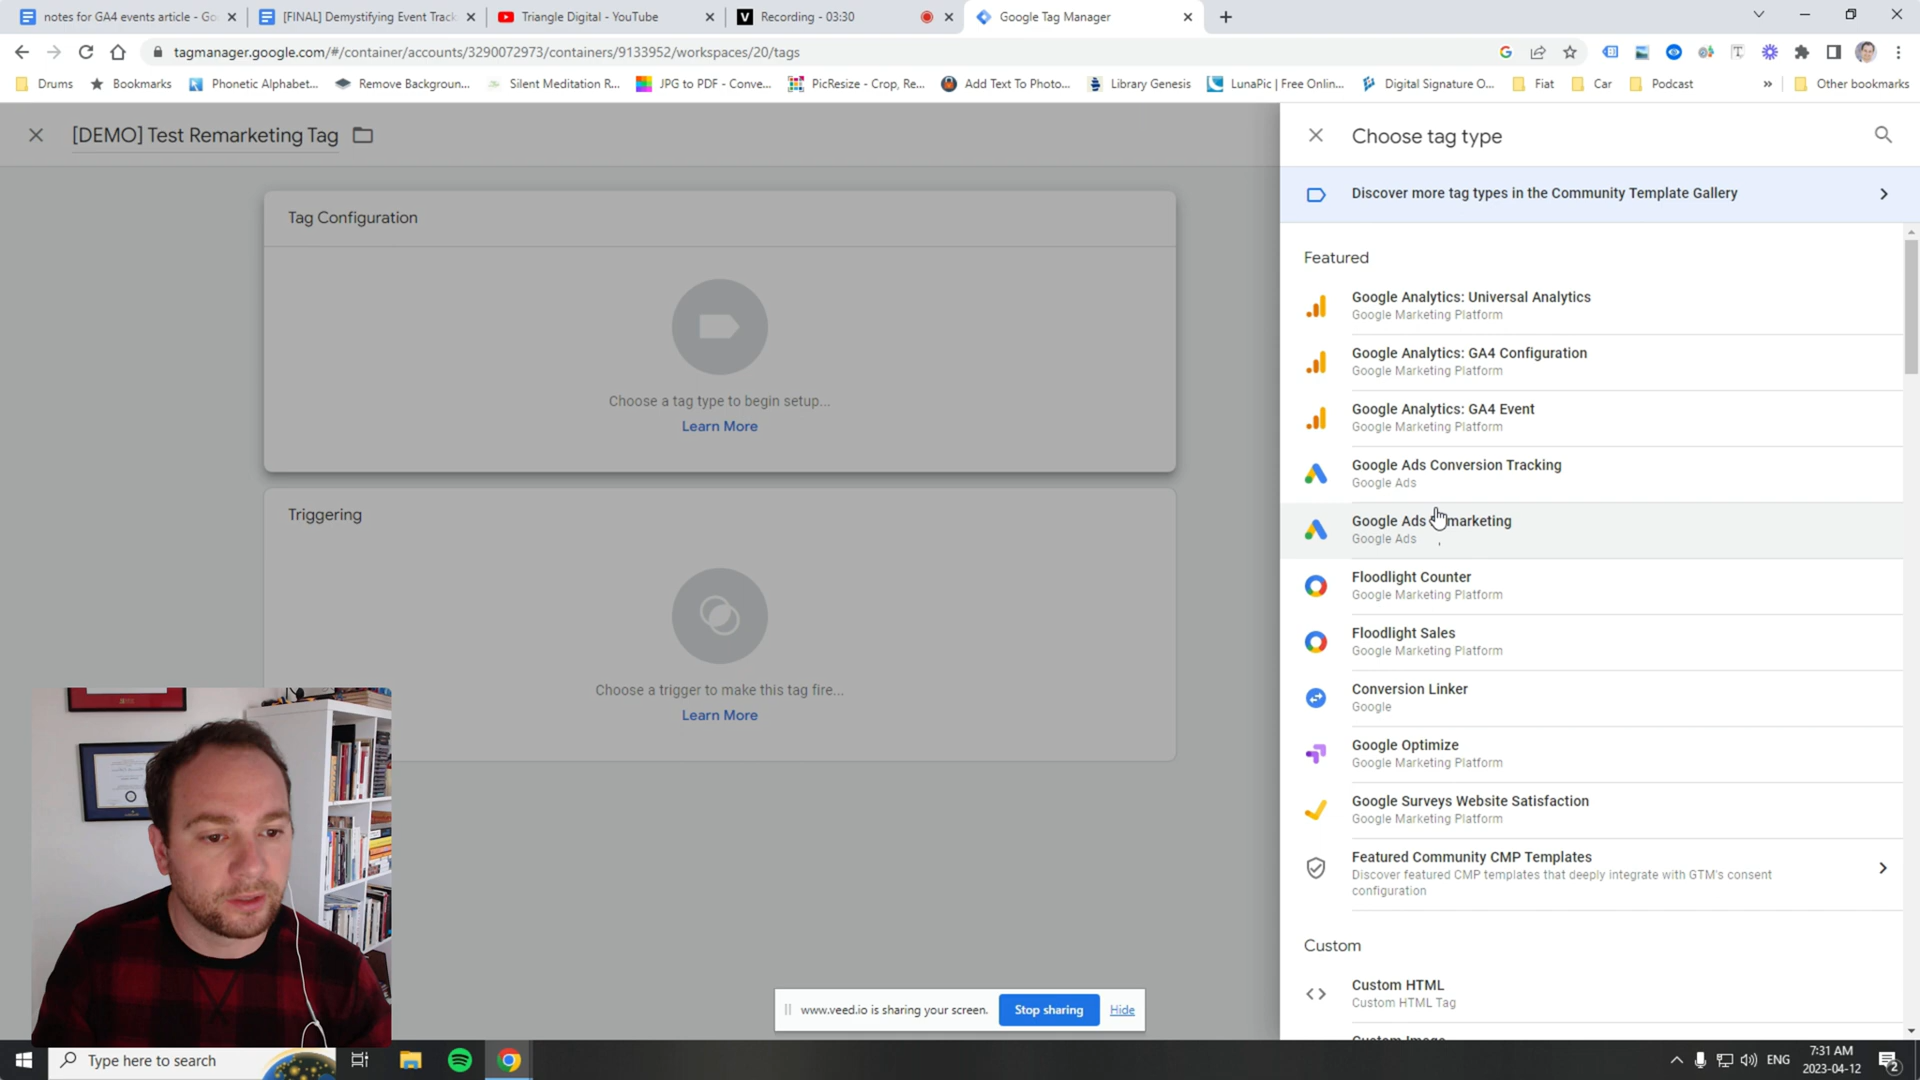 notes for GA4 events article - Go
[FINAL] Demystifying Event Track
Triangle Digital - YouTube
Recording - 03:30
Google Tag Manager
tagmanager.google.com/#/container/accounts/3290072973/containers/9133952/workspaces/20/tags
Drums
Bookmarks
Phonetic Alphabet...
Remove Backgroun...
Silent Meditation R...
JPG to PDF - Conve...
PicResize - Crop, Re...
Add Text To Photo...
Library Genesis
LunaPic | Free Onlin...
Digital Signature O...
Fiat
Car
Podcast
»
Other bookmarks
[DEMO] Test Remarketing Tag
Tag Configuration
Choose a tag type to begin setup...
Learn More
Triggering
Choose a trigger to make this tag fire...
Learn More
Choose tag type
Discover more tag types in the Community Template Gallery
Featured
Google Analytics: Universal Analytics
Google Marketing Platform
Google Analytics: GA4 Configuration
Google Marketing Platform
Google Analytics: GA4 Event
Google Marketing Platform
Google Ads Conversion Tracking
Google Ads
Google Ads marketing
Google Ads
Floodlight Counter
Google Marketing Platform
Floodlight Sales
Google Marketing Platform
Conversion Linker
Google
Google Optimize
Google Marketing Platform
Google Surveys Website Satisfaction
Google Marketing Platform
Featured Community CMP Templates
Discover featured CMP templates that deeply integrate with GTM's consent
configuration
Custom
Custom HTML
Custom HTML Tag
Custom Image
www.veed.io is sharing your screen.
Stop sharing
Hide
Type here to search
ENG
7:31 AM
2023-04-12
2